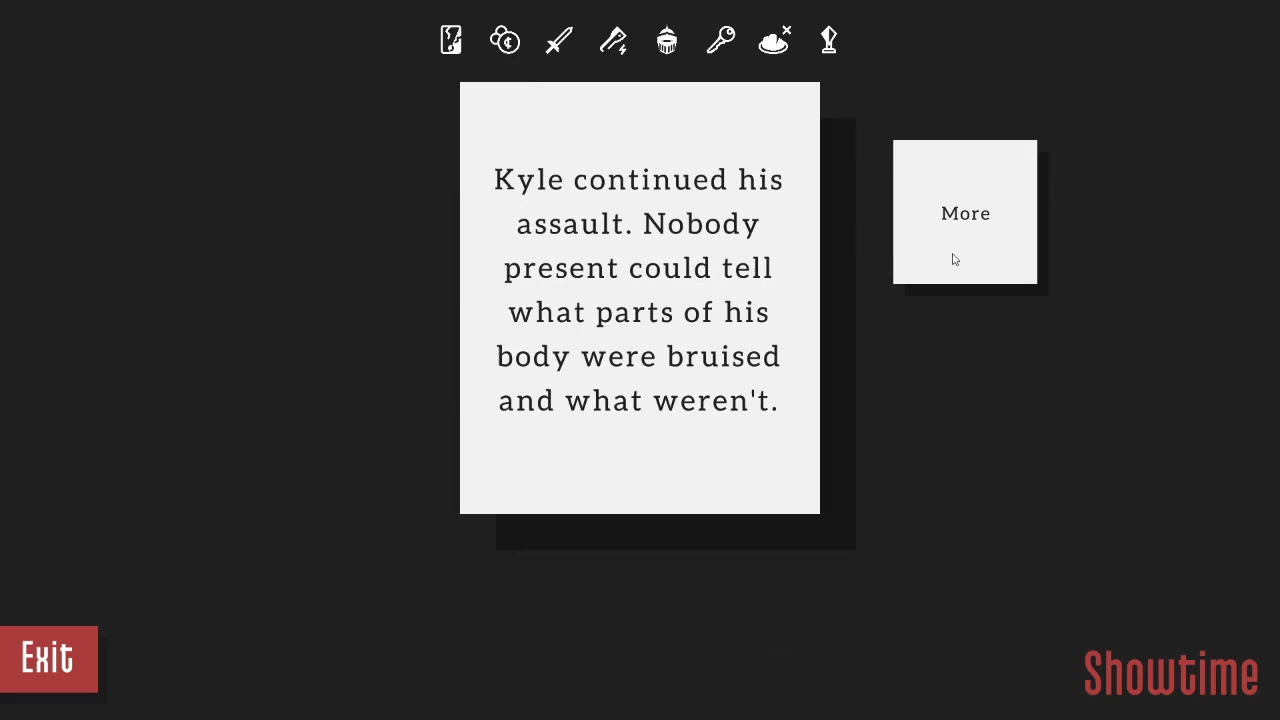 Kyle continued his
assault. Nobody
present could tell
what parts of his
body were bruised
and what weren't.
More
Exit
Showtime